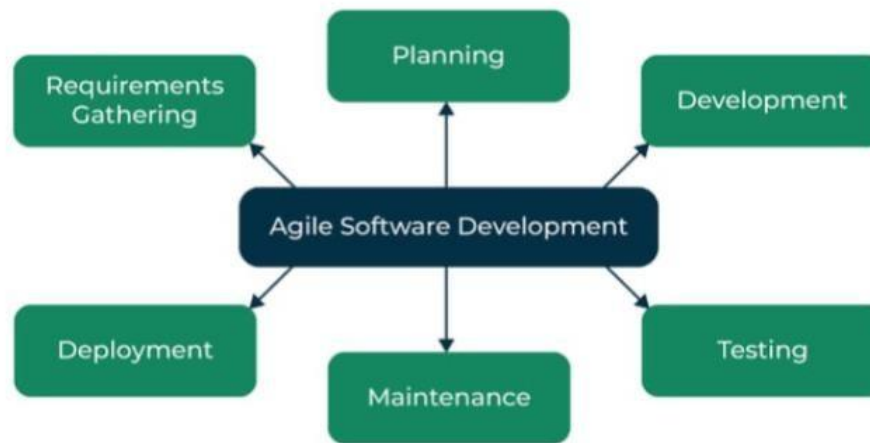 Planning
Requirements
Gathering
Development
Agile Software Development
Deployment
Testing
Maintenance